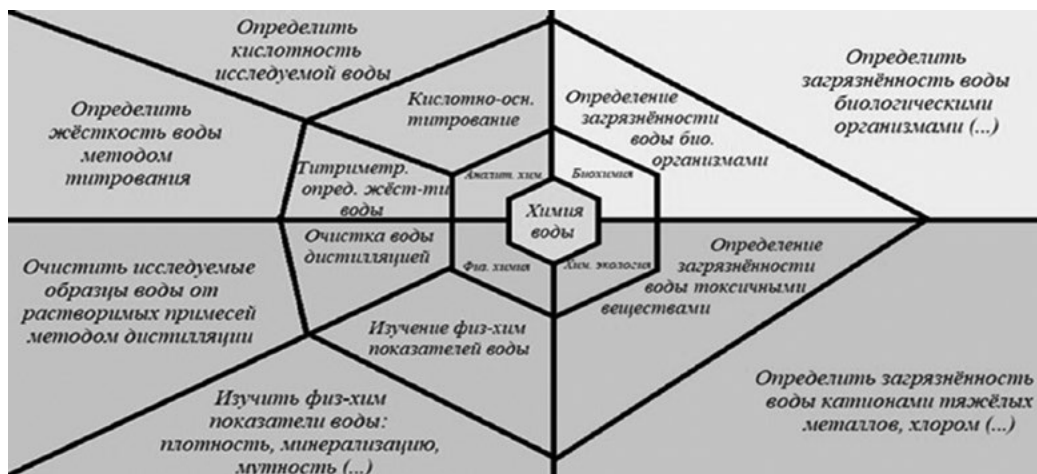 Определить
кислотность
исследуемой воды
Определить
загрязнённость воды
биологическими
организмами (...)
Определить
жёсткость воды
методом
титрования
Кислотно-осн.
титрование
Определение
загрязнённости
воды био.
организмами
Титриметр.
опред. жёст-ти
воды
Аналит. хим.
Биохимия
Химия
воды
Очистка воды
дистилляцией
Физ. химия
Хим. экология
Определение
загрязнённости
воды токсичными
веществами
Очистить исследуемые
образцы воды от
растворимых примесей
методом дистилляции
Изучение физ-хим
показателей воды
Изучить физ-хим
показатели воды:
плотность, минерализацию,
мутность (...)
Определить загрязнённость
воды катионами тяжёлых
металлов, хлором (...)